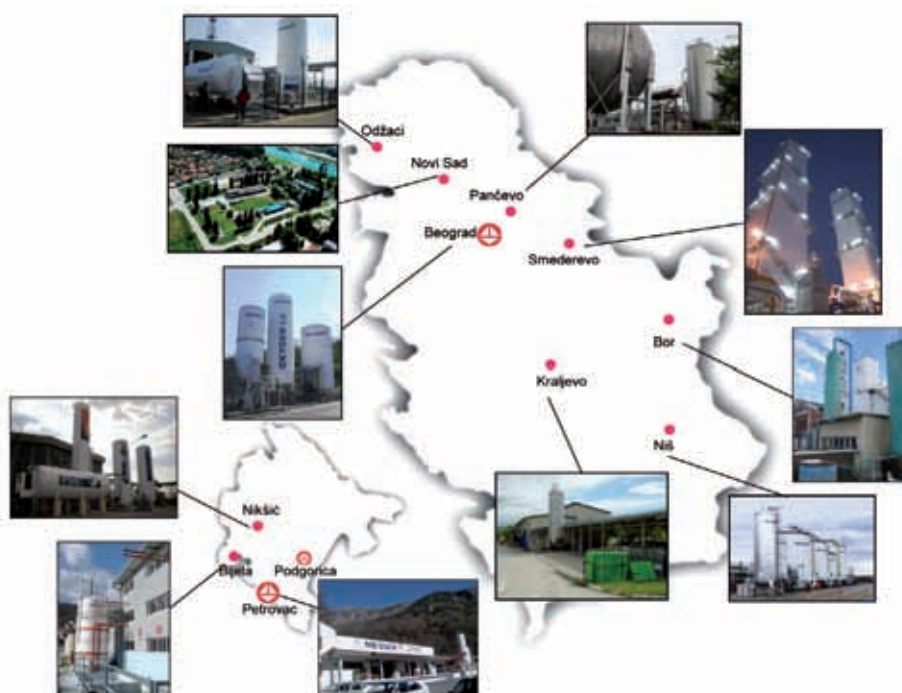 Odžaci
Novi Sad
Pančevo
Beograd
Smederevo
Bor
Kraljevo
Niš
Nikšić
Bijela
Podgorica
Petrovac